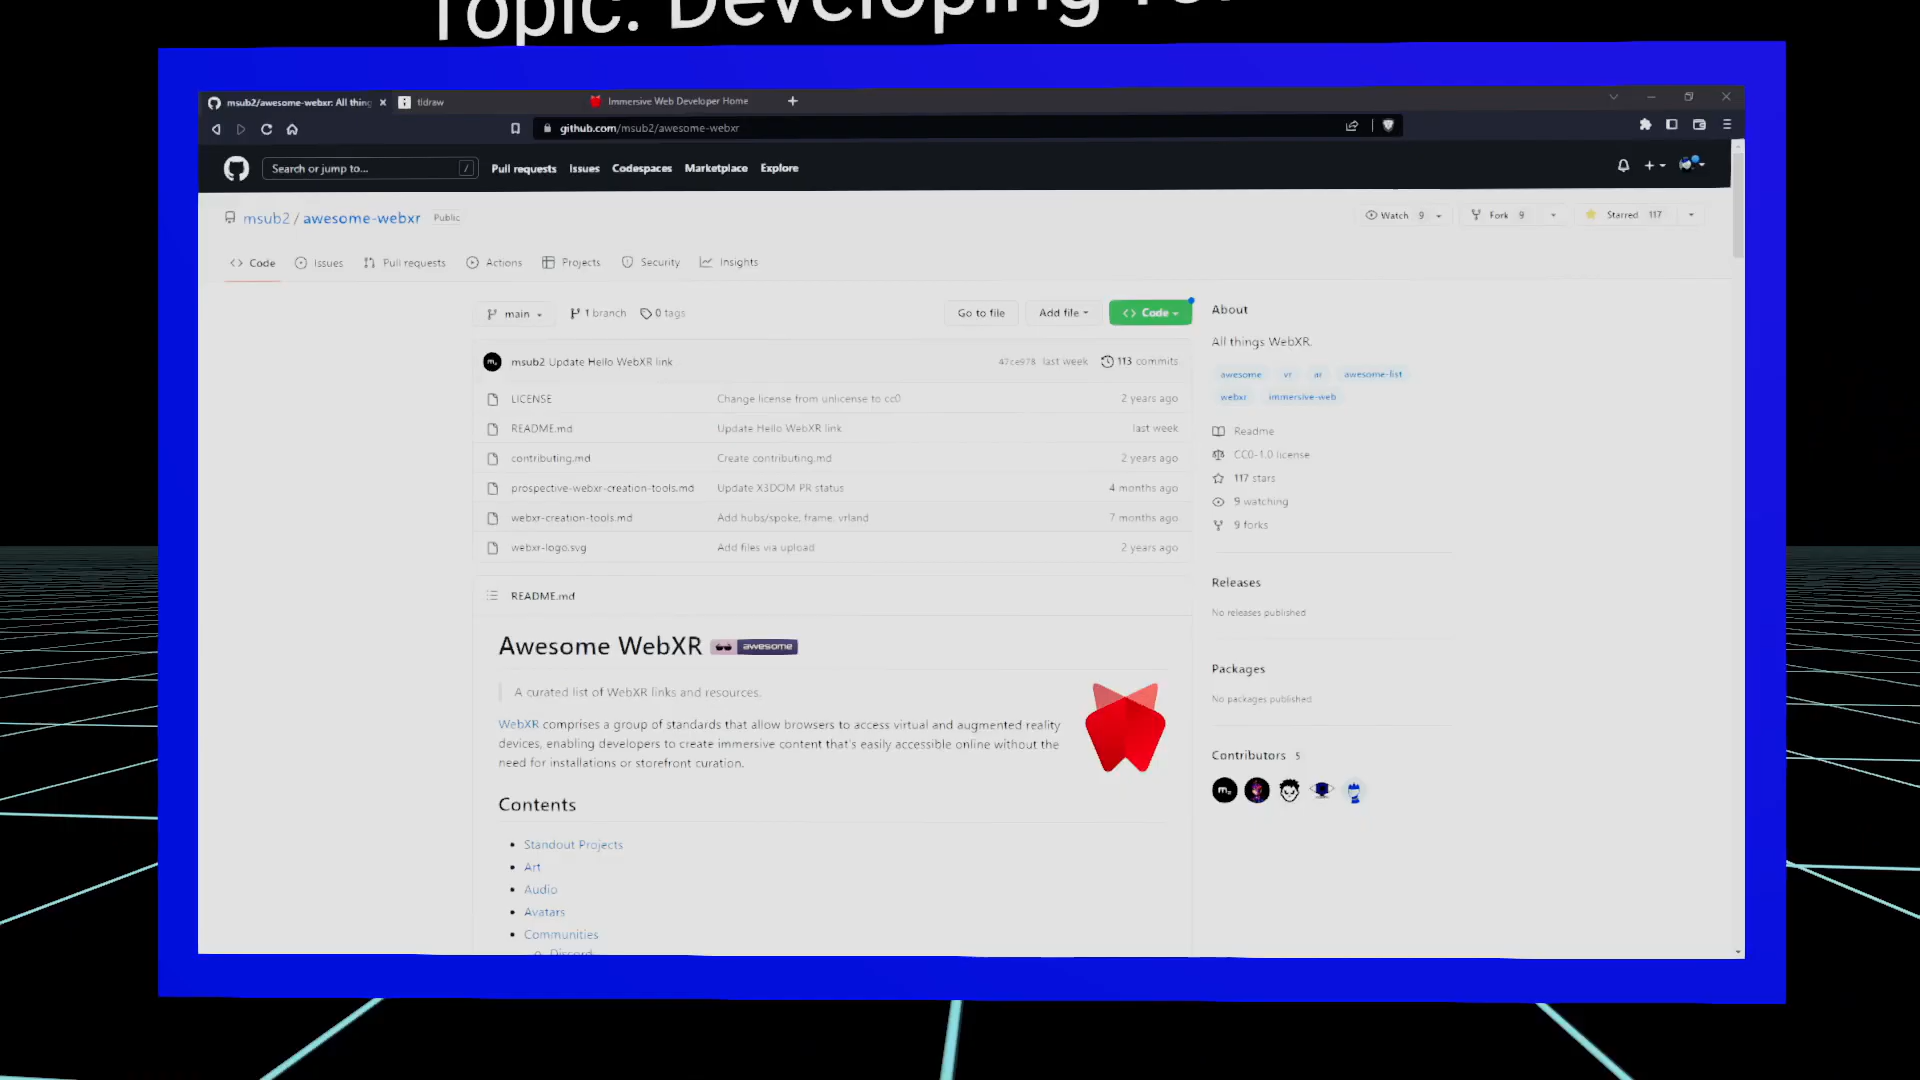 Topic: Developing
msub2/awesome-webxr: All thing
tldraw
Immersive Web Developer Home
github.com/msub2/awesome-webxr
Search or jump to... /
Pull requests Issues Codespaces Marketplace Explore
msub2 / awesome-webxr Public
Watch 9
Fork 9
Starred 117
Code Issues Pull requests Actions Projects Security Insights
main 1 branch 0 tags
Go to file Add file Code
msub2 Update Hello WebXR link 47ce978 last week 113 commits
LICENSE Change license from unlicense to cc0 2 years ago
README.md Update Hello WebXR link last week
contributing.md Create contributing.md 2 years ago
prospective-webxr-creation-tools.md Update X3DOM PR status 4 months ago
webxr-creation-tools.md Add hubs/spoke, frame, vrland 7 months ago
webxr-logo.svg Add files via upload 2 years ago
README.md
Awesome WebXR awesome
A curated list of WebXR links and resources.
WebXR comprises a group of standards that allow browsers to access virtual and augmented reality
devices, enabling developers to create immersive content that's easily accessible online without the
need for installations or storefront curation.
Contents
• Standout Projects
• Art
• Audio
• Avatars
• Communities
Discord
About
All things WebXR.
awesome vr ar awesome-list
webxr immersive-web
Readme
CC0-1.0 license
117 stars
9 watching
9 forks
Releases
No releases published
Packages
No packages published
Contributors 5